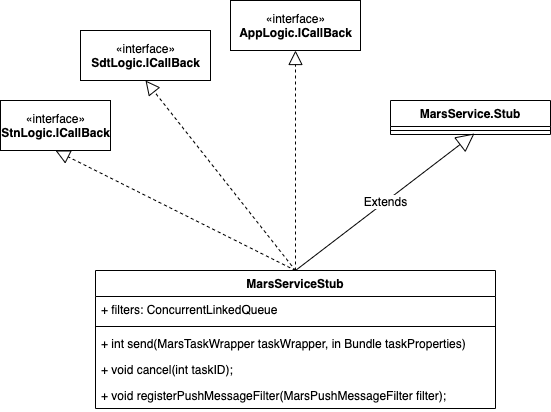 «interface»
AppLogic.ICallBack
«interface»
SdtLogic.ICallBack
«interface»
StnLogic.ICallBack
MarsService.Stub
Extends
MarsServiceStub
+ filters: ConcurrentLinkedQueue
+ int send(MarsTaskWrapper taskWrapper, in Bundle taskProperties)
+ void cancel(int taskID);
+ void registerPushMessageFilter(MarsPushMessageFilter filter);